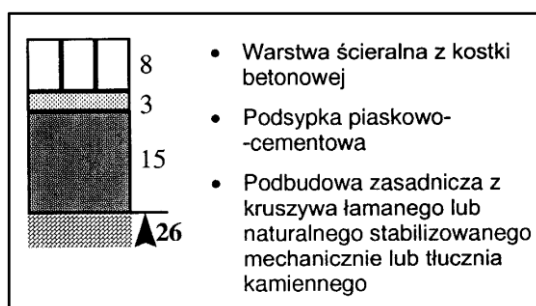 8
3
15
26
• Warstwa ścieralna z kostki
betonowej
• Podsypka piaskowo-
-cementowa
• Podbudowa zasadnicza z
kruszywa łamanego lub
naturalnego stabilizowanego
mechanicznie lub tłucznia
kamiennego